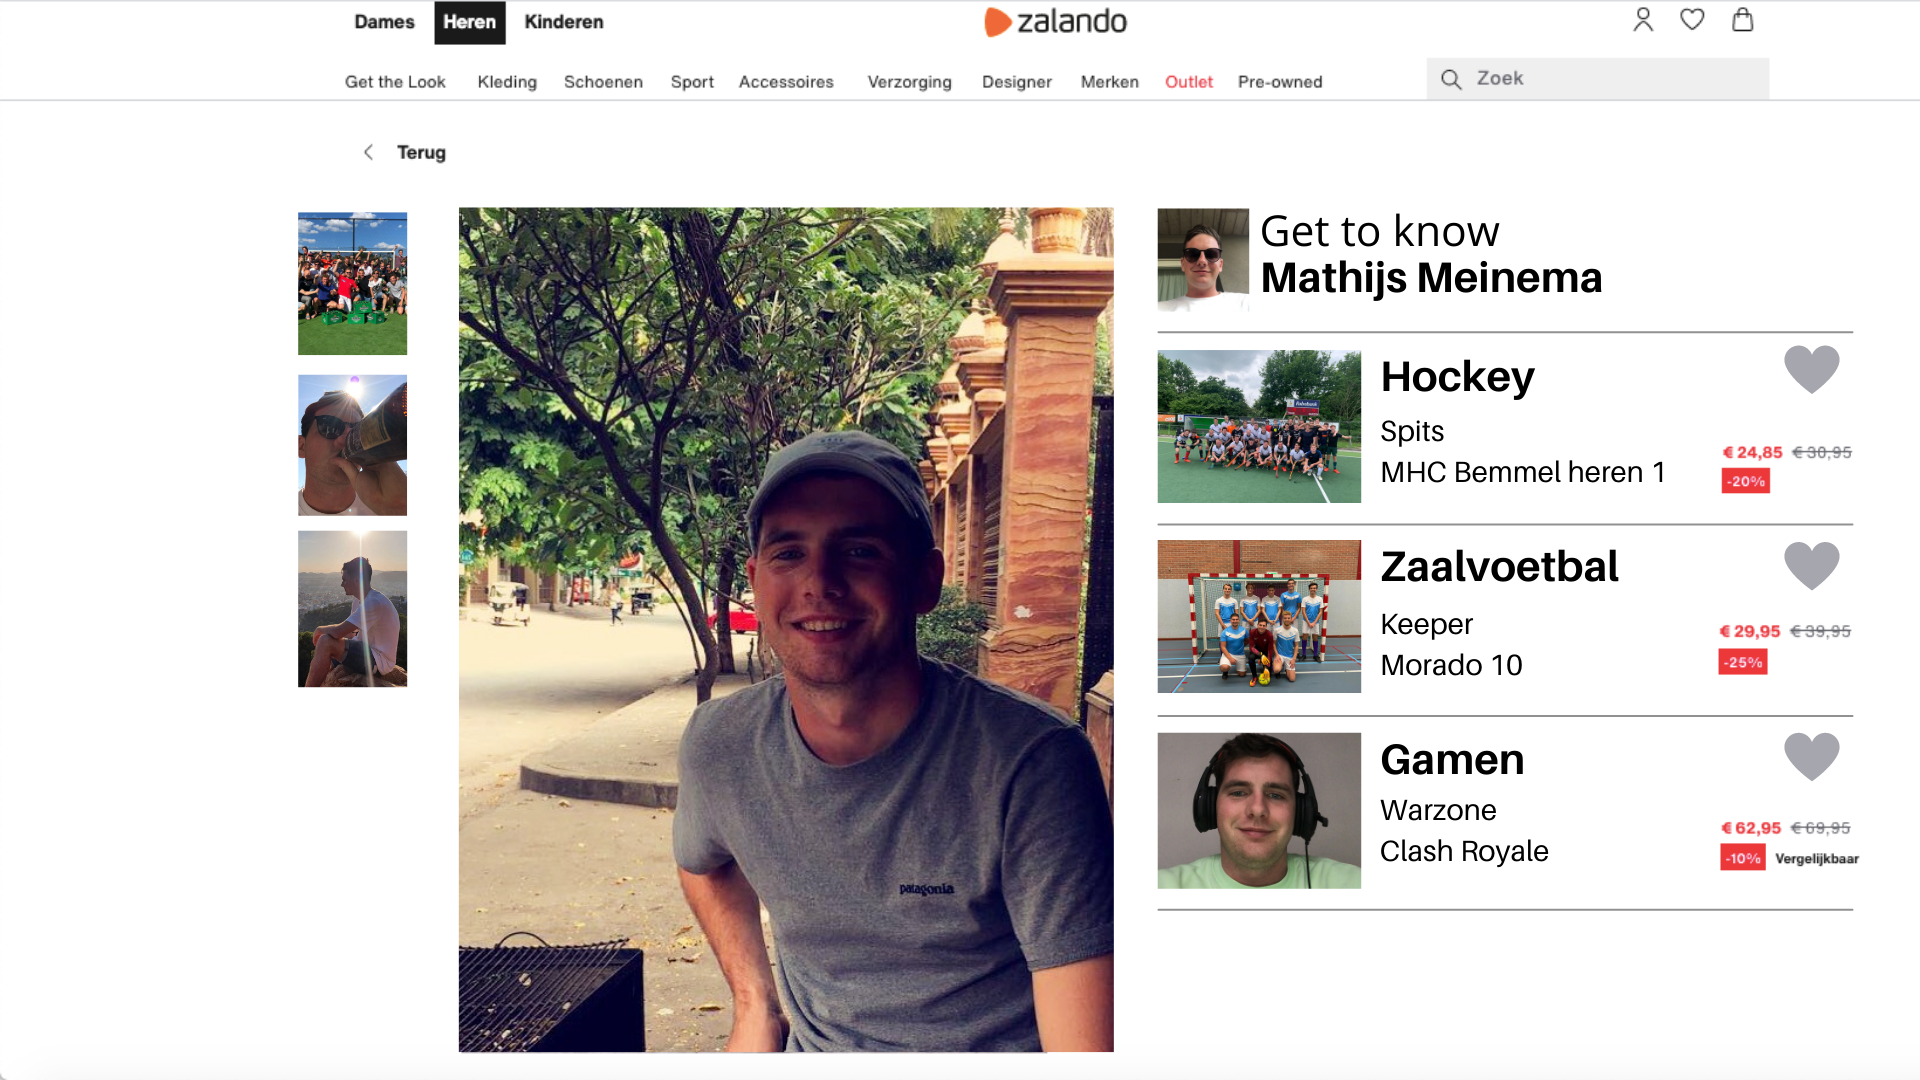 Dames Heren Kinderen
zalando
Get the Look Kleding Schoenen Sport Accessoires Verzorging Designer Merken Outlet Pre-owned
Zoek
Terug
Get to know
Mathijs Meinema
Hockey
Spits
MHC Bemmel heren 1
€ 24,85 € 30,95
-20%
Zaalvoetbal
Keeper
Morado 10
€ 29,95 € 39,95
-25%
Gamen
Warzone
Clash Royale
€ 62,95 € 69,95
-10% Vergelijkbaar
patagonia
Rabobank